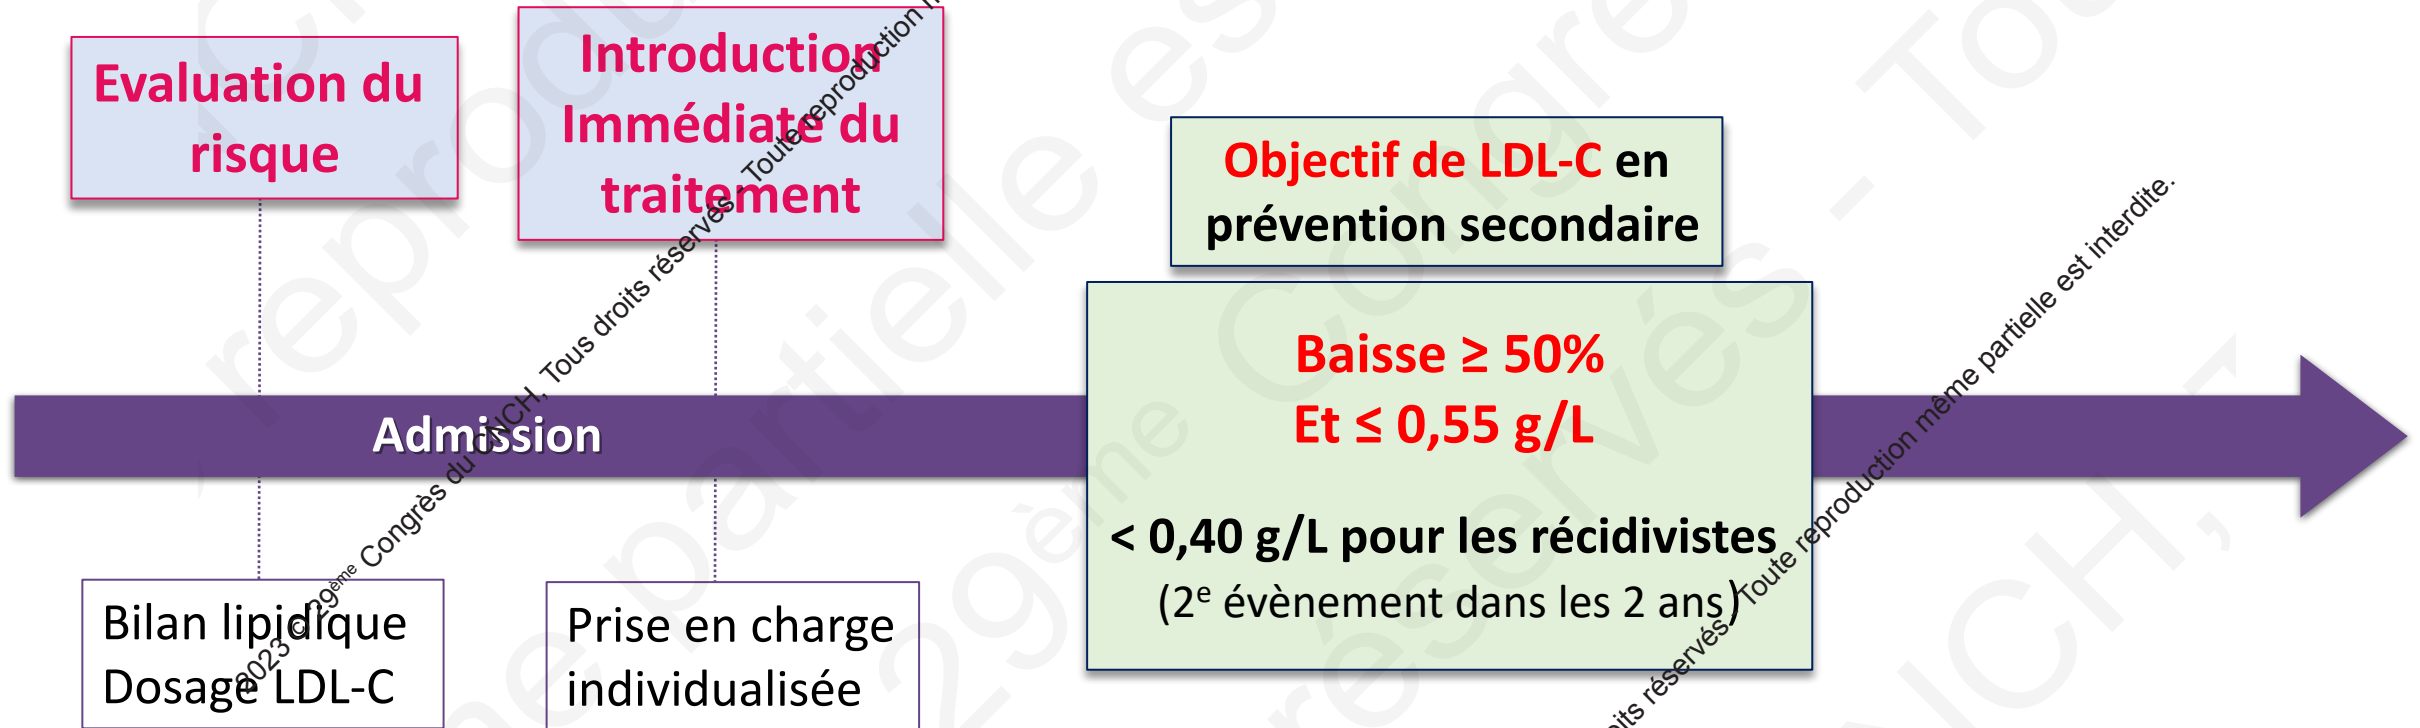 Evaluation du
risque
Introduction
Immédiate du
traitement
Objectif de LDL-C en
prévention secondaire
Baisse ≥ 50%
Et ≤ 0,55 g/L
< 0,40 g/L pour les récidivistes
(2e évènement dans les 2 ans)
Admission
Bilan lipidique
Dosage LDL-C
Prise en charge
individualisée
2023 © 29ème Congrès du CNCH, Tous droits réservés - Toute reproduction
droits réservés - Toute reproduction même partielle est interdite.